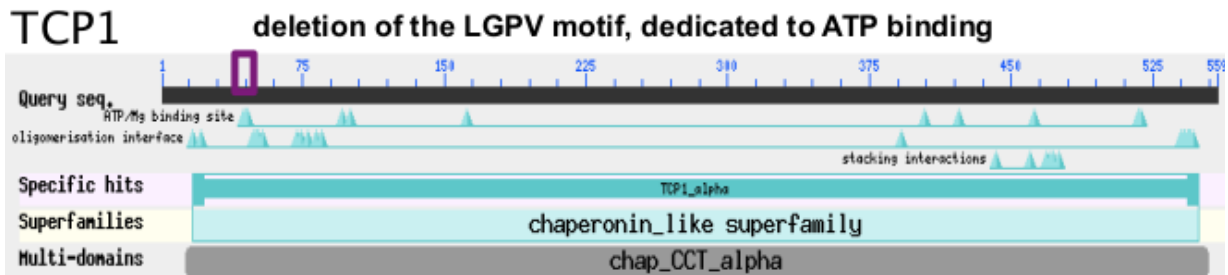 TCP1 deletion of the LGPV motif, dedicated to ATP binding
1 75 150 225 300 375 450 525 559
Query seq.
ATP/Mg binding site
oligomerisation interface
stacking interactions
Specific hits TCP1_alpha
Superfamilies chaperonin_like superfamily
Multi-domains chap_CCT_alpha